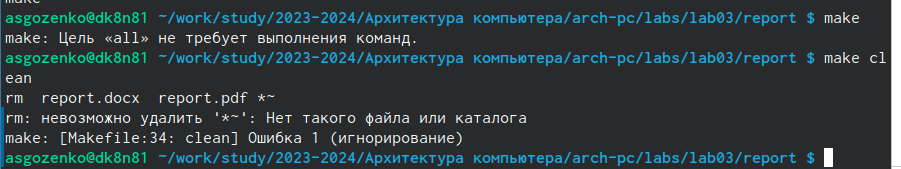 make
asgozenko@dk8n81 ~/work/study/2023-2024/Архитектура компьютера/arch-pc/labs/lab03/report $ make
make: Цель «all» не требует выполнения команд.
asgozenko@dk8n81 ~/work/study/2023-2024/Архитектура компьютера/arch-pc/labs/lab03/report $ make cl
ean
rm  report.docx  report.pdf *~
rm: невозможно удалить '*~': Нет такого файла или каталога
make: [Makefile:34: clean] Ошибка 1 (игнорирование)
asgozenko@dk8n81 ~/work/study/2023-2024/Архитектура компьютера/arch-pc/labs/lab03/report $